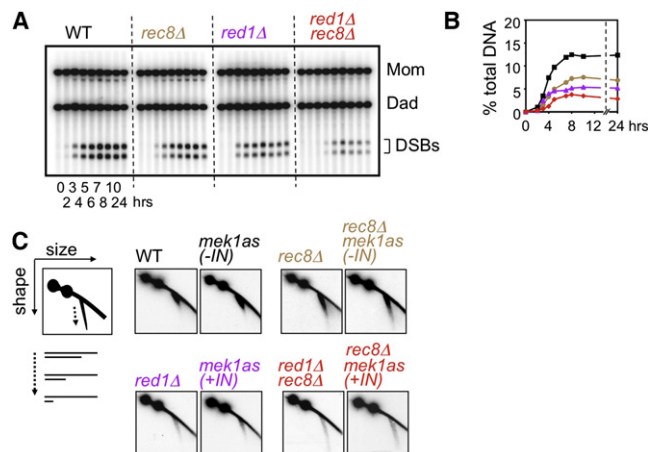 A
WT
rec8Δ
red1Δ
red1Δ
rec8Δ
Mom
Dad
DSBs
0 3 5 7 10
2 4 6 8 24 hrs
B
% total DNA
20
15
10
5
0
0 4 8 12 24 hrs
C
size
shape
WT
mek1as
(-IN)
rec8Δ
rec8Δ
mek1as
(-IN)
red1Δ
mek1as
(+IN)
red1Δ
rec8Δ
rec8Δ
mek1as
(+IN)